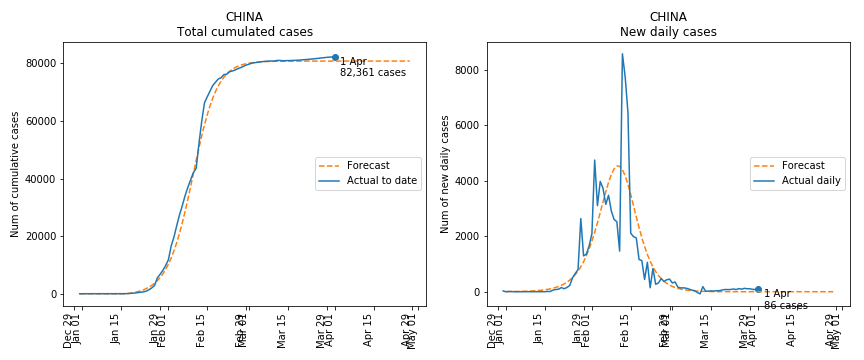 CHINA
Total cumulated cases
Num of cumulative cases
80000
60000
40000
20000
0
1 Apr
82,361 cases
Forecast
Actual to date
Dec 29
Jan 01
Jan 15
Jan 29
Feb 01
Feb 15
Feb 29
Mar 01
Mar 15
Mar 29
Apr 01
Apr 15
Apr 29
May 01
CHINA
New daily cases
Num of new daily cases
8000
6000
4000
2000
0
Forecast
Actual daily
1 Apr
86 cases
Dec 29
Jan 01
Jan 15
Jan 29
Feb 01
Feb 15
Feb 29
Mar 01
Mar 15
Mar 29
Apr 01
Apr 15
Apr 29
May 01